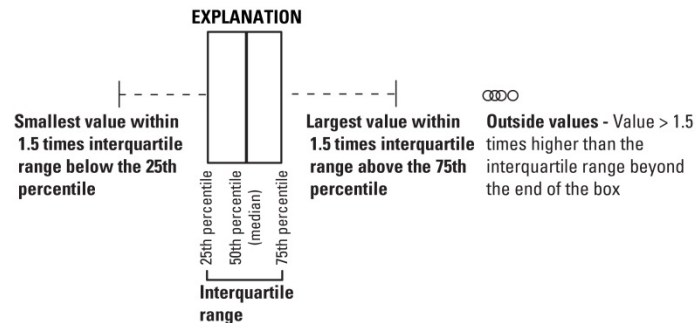 EXPLANATION
Smallest value within
1.5 times interquartile
range below the 25th
percentile
Largest value within
1.5 times interquartile
range above the 75th
percentile
Outside values - Value > 1.5
times higher than the
interquartile range beyond
the end of the box
25th percentile
50th percentile
(median)
75th percentile
Interquartile
range